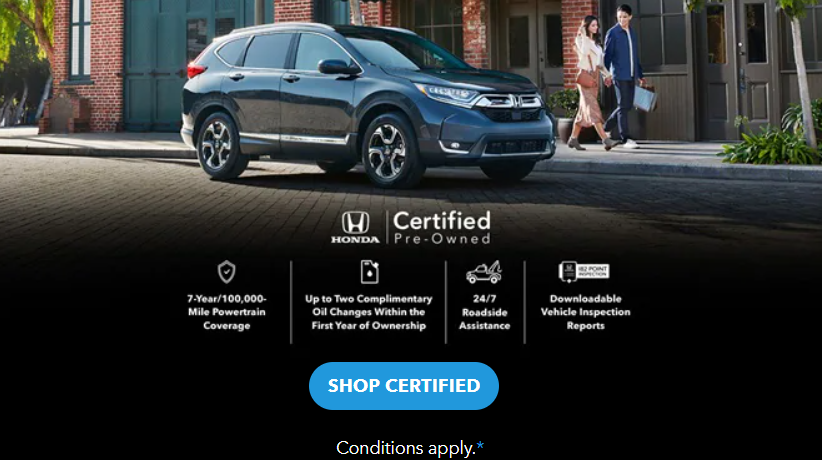 HONDA
Certified
Pre-Owned
7-Year/100,000-
Mile Powertrain
Coverage
Up to Two Complimentary
Oil Changes Within the
First Year of Ownership
24/7
Roadside
Assistance
182 POINT
INSPECTION
Downloadable
Vehicle Inspection
Reports
SHOP CERTIFIED
Conditions apply.*